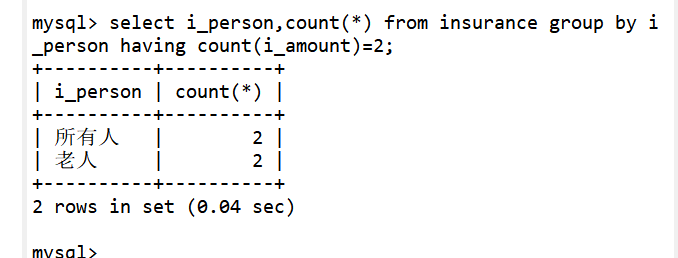 mysql> select i_person,count(*) from insurance group by i
_person having count(i_amount)=2;
+----------+----------+
| i_person | count(*) |
+----------+----------+
| 所有人   |        2 |
| 老人     |        2 |
+----------+----------+
2 rows in set (0.04 sec)
mysql>